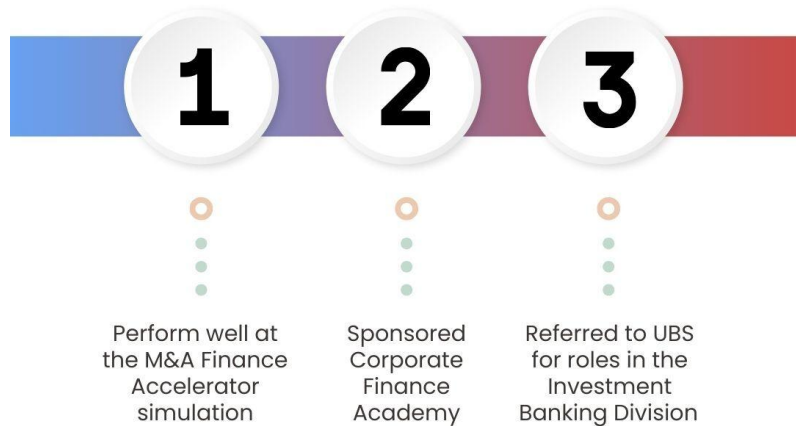 1
2
3
Perform well at
the M&A Finance
Accelerator
simulation
Sponsored
Corporate
Finance
Academy
Referred to UBS
for roles in the
Investment
Banking Division